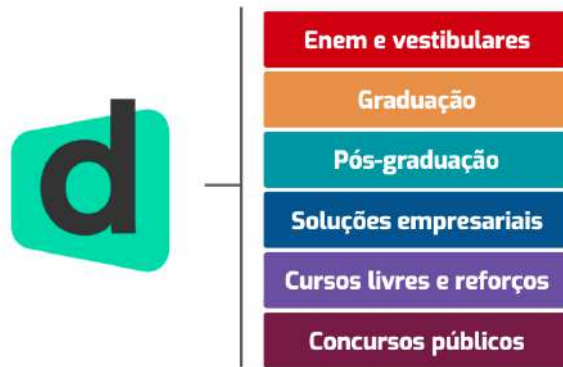 d
Enem e vestibulares
Graduação
Pós-graduação
Soluções empresariais
Cursos livres e reforços
Concursos públicos